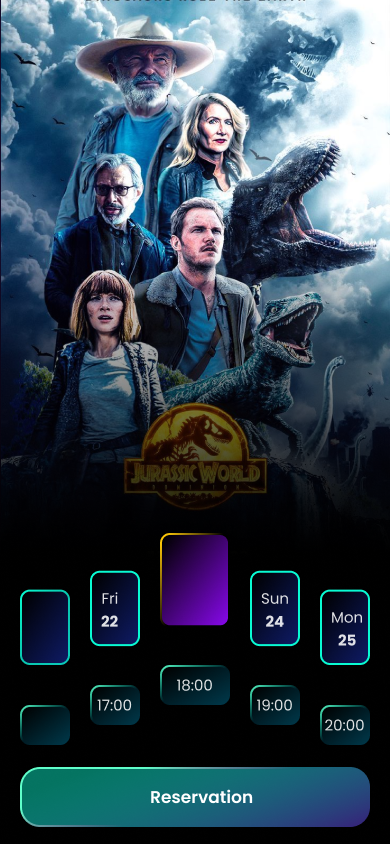 JURASSIC WORLD
Fri
22
Sun
24
Mon
25
17:00
18:00
19:00
20:00
Reservation